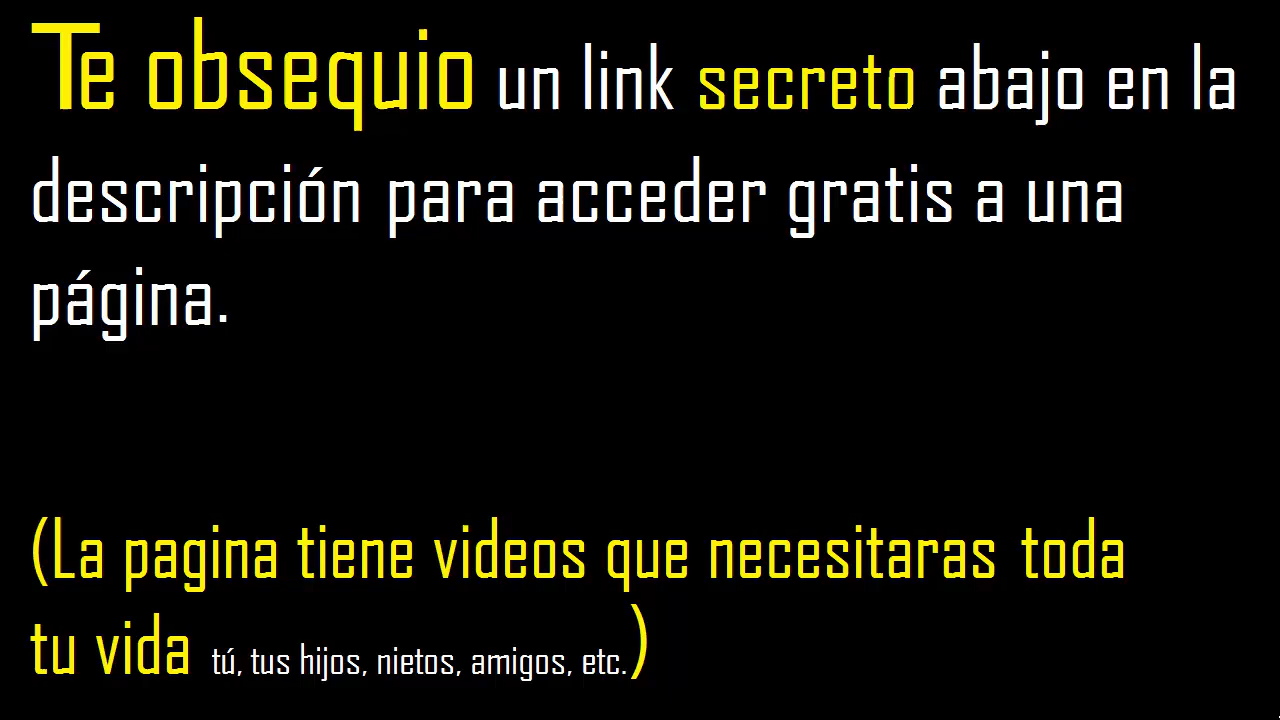 Te obsequio un link secreto abajo en la
descripción para acceder gratis a una
página.
(La pagina tiene videos que necesitaras toda
tu vida tú, tus hijos, nietos, amigos, etc.)